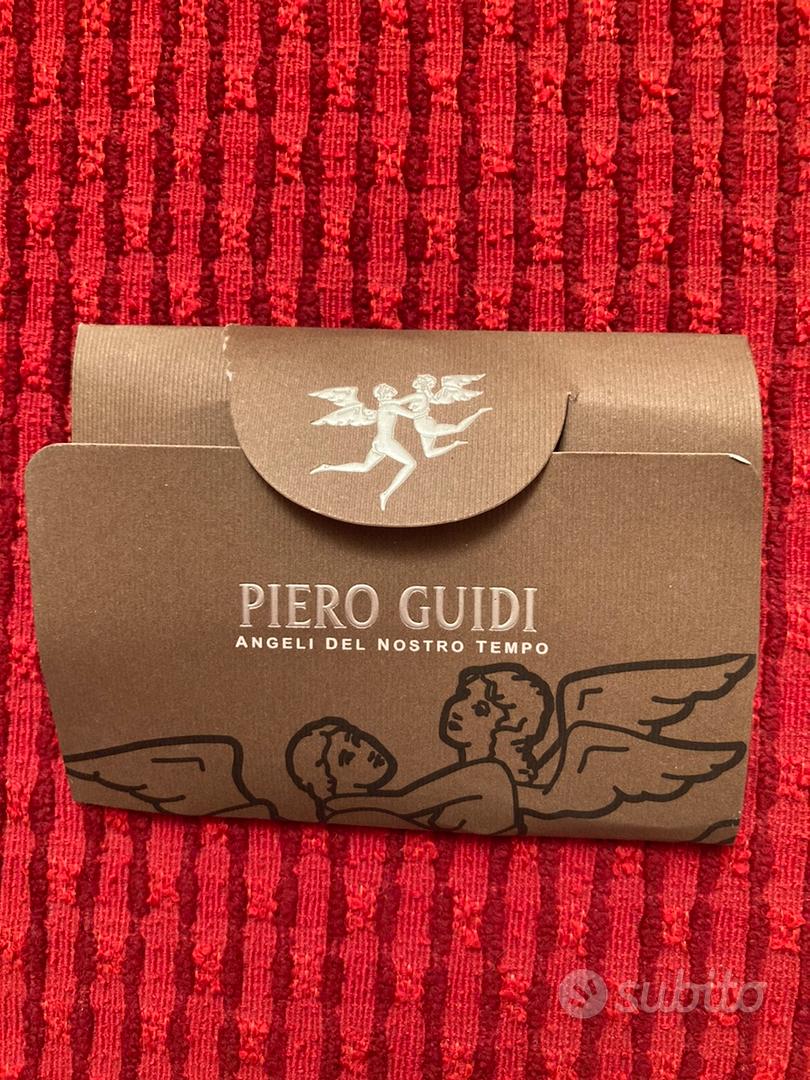 PIERO GUIDI
ANGELI DEL NOSTRO TEMPO
subito